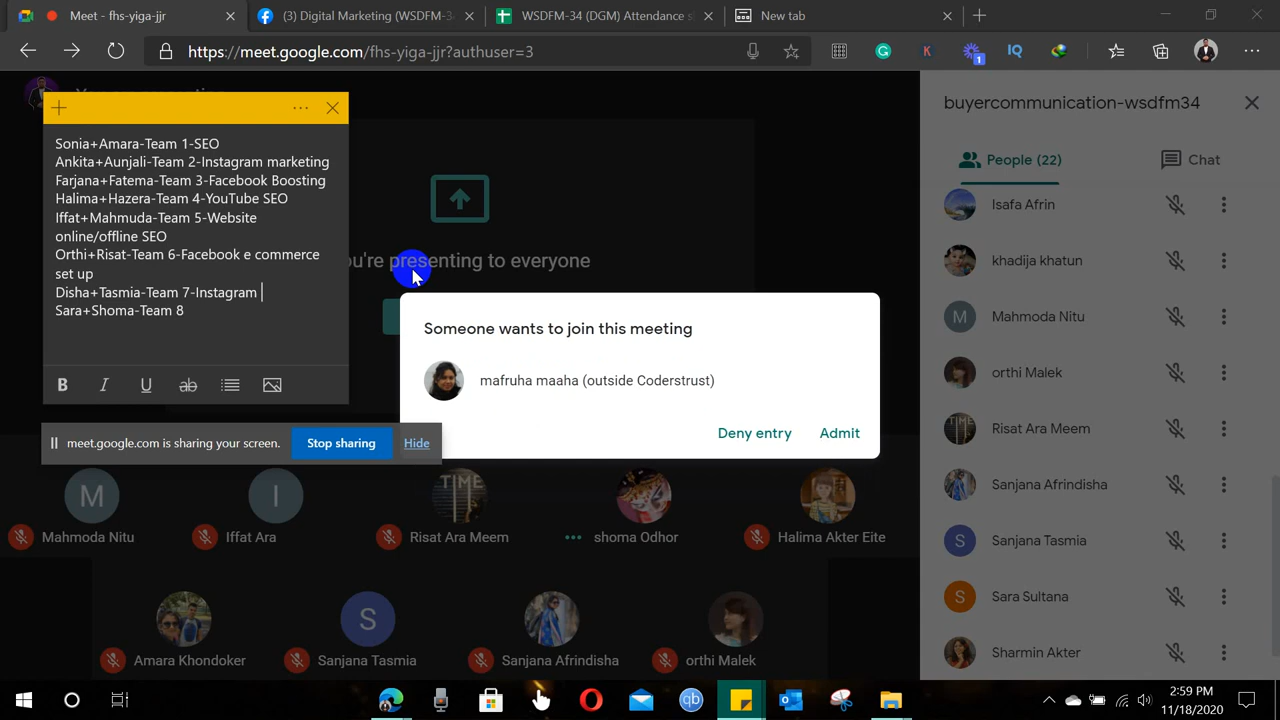 Meet - fhs-yiga-jjr
(3) Digital Marketing (WSDFM-34
WSDFM-34 (DGM) Attendance s
New tab
https://meet.google.com/fhs-yiga-jjr?authuser=3
1
IQ
K
buyercommunication-wsdfm34
People (22)
Chat
Sonia+Amara-Team 1-SEO
Ankita+Aunjali-Team 2-Instagram marketing
Farjana+Fatema-Team 3-Facebook Boosting
Halima+Hazera-Team 4-YouTube SEO
Iffat+Mahmuda-Team 5-Website
online/offline SEO
Orthi+Risat-Team 6-Facebook e commerce
set up
Disha+Tasmia-Team 7-Instagram
Sara+Shoma-Team 8
B I U ab
presenting to everyone
Someone wants to join this meeting
mafruha maaha (outside Coderstrust)
Deny entry
Admit
meet.google.com is sharing your screen.
Stop sharing
Hide
Isafa Afrin
khadija khatun
M
Mahmoda Nitu
orthi Malek
Risat Ara Meem
Sanjana Afrindisha
S
Sanjana Tasmia
S
Sara Sultana
Sharmin Akter
M
I
TIME
Mahmoda Nitu
Iffat Ara
Risat Ara Meem
shoma Odhor
Halima Akter Eite
S
Amara Khondoker
Sanjana Tasmia
Sanjana Afrindisha
orthi Malek
qb
2:59 PM
11/18/2020